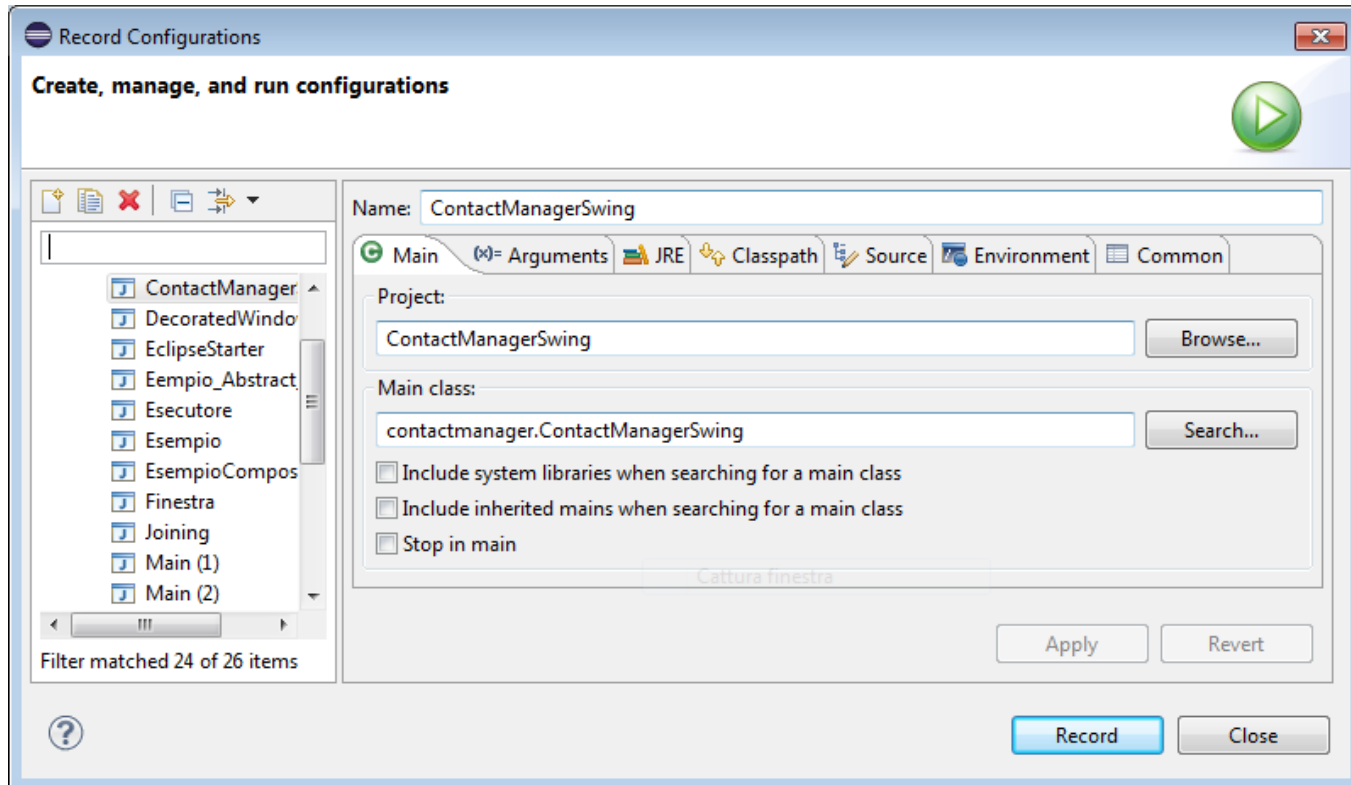 Record Configurations
Create, manage, and run configurations
Name: ContactManagerSwing
Main (x)= Arguments JRE Classpath Source Environment Common
ContactManager
DecoratedWindo
EclipseStarter
Eempio_Abstract_
Esecutore
Esempio
EsempioCompos
Finestra
Joining
Main (1)
Main (2)
Filter matched 24 of 26 items
Project:
ContactManagerSwing Browse...
Main class:
contactmanager.ContactManagerSwing Search...
Include system libraries when searching for a main class
Include inherited mains when searching for a main class
Stop in main
Cattura finestra
Apply Revert
Record Close